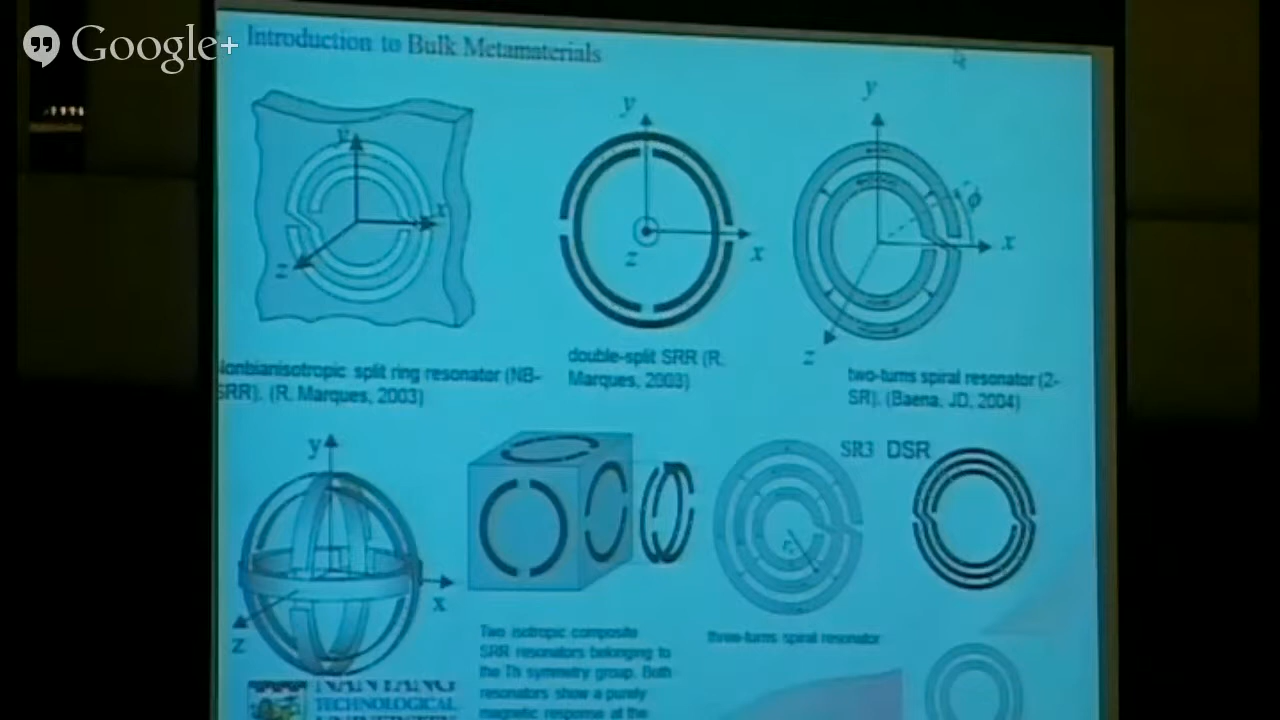 Google+
Introduction to Bulk Metamaterials
y
x
z
y
x
z
y
ϕ
x
z
Nonbianisotropic split ring resonator (NB-
SRR). (R. Marques, 2003)
double-split SRR (R.
Marques, 2003)
two-turns spiral resonator (2-
SR). (Baena, JD, 2004)
y
x
z
SR3 DSR
Two isotropic composite
SRR resonators belonging to
the Th symmetry group. Both
resonators show a purely
magnetic response at the
three-turns spiral resonator
NANYANG
TECHNOLOGICAL
UNIVERSITY